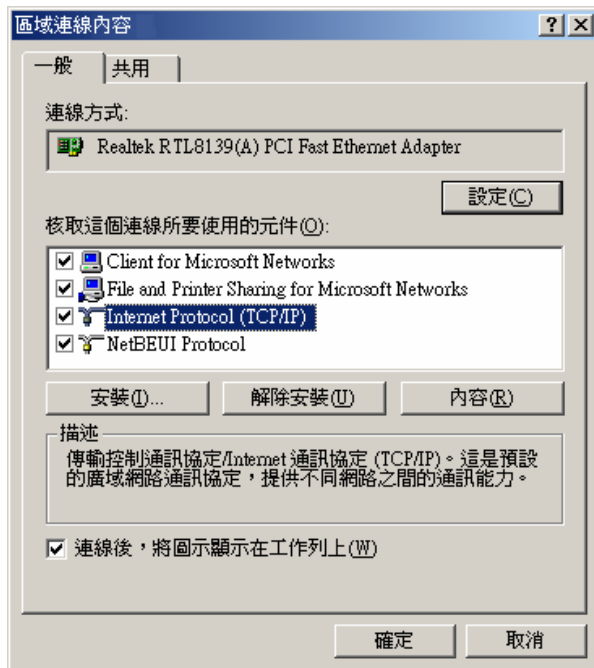 區域連線內容
一般 共用
連線方式:
Realtek RTL8139(A) PCI Fast Ethernet Adapter
設定(C)
核取這個連線所要使用的元件(O):
Client for Microsoft Networks
File and Printer Sharing for Microsoft Networks
Internet Protocol (TCP/IP)
NetBEUI Protocol
安裝(I)... 解除安裝(U) 內容(R)
描述
傳輸控制通訊協定/Internet 通訊協定 (TCP/IP)。這是預設
的廣域網路通訊協定，提供不同網路之間的通訊能力。
連線後，將圖示顯示在工作列上(W)
確定 取消